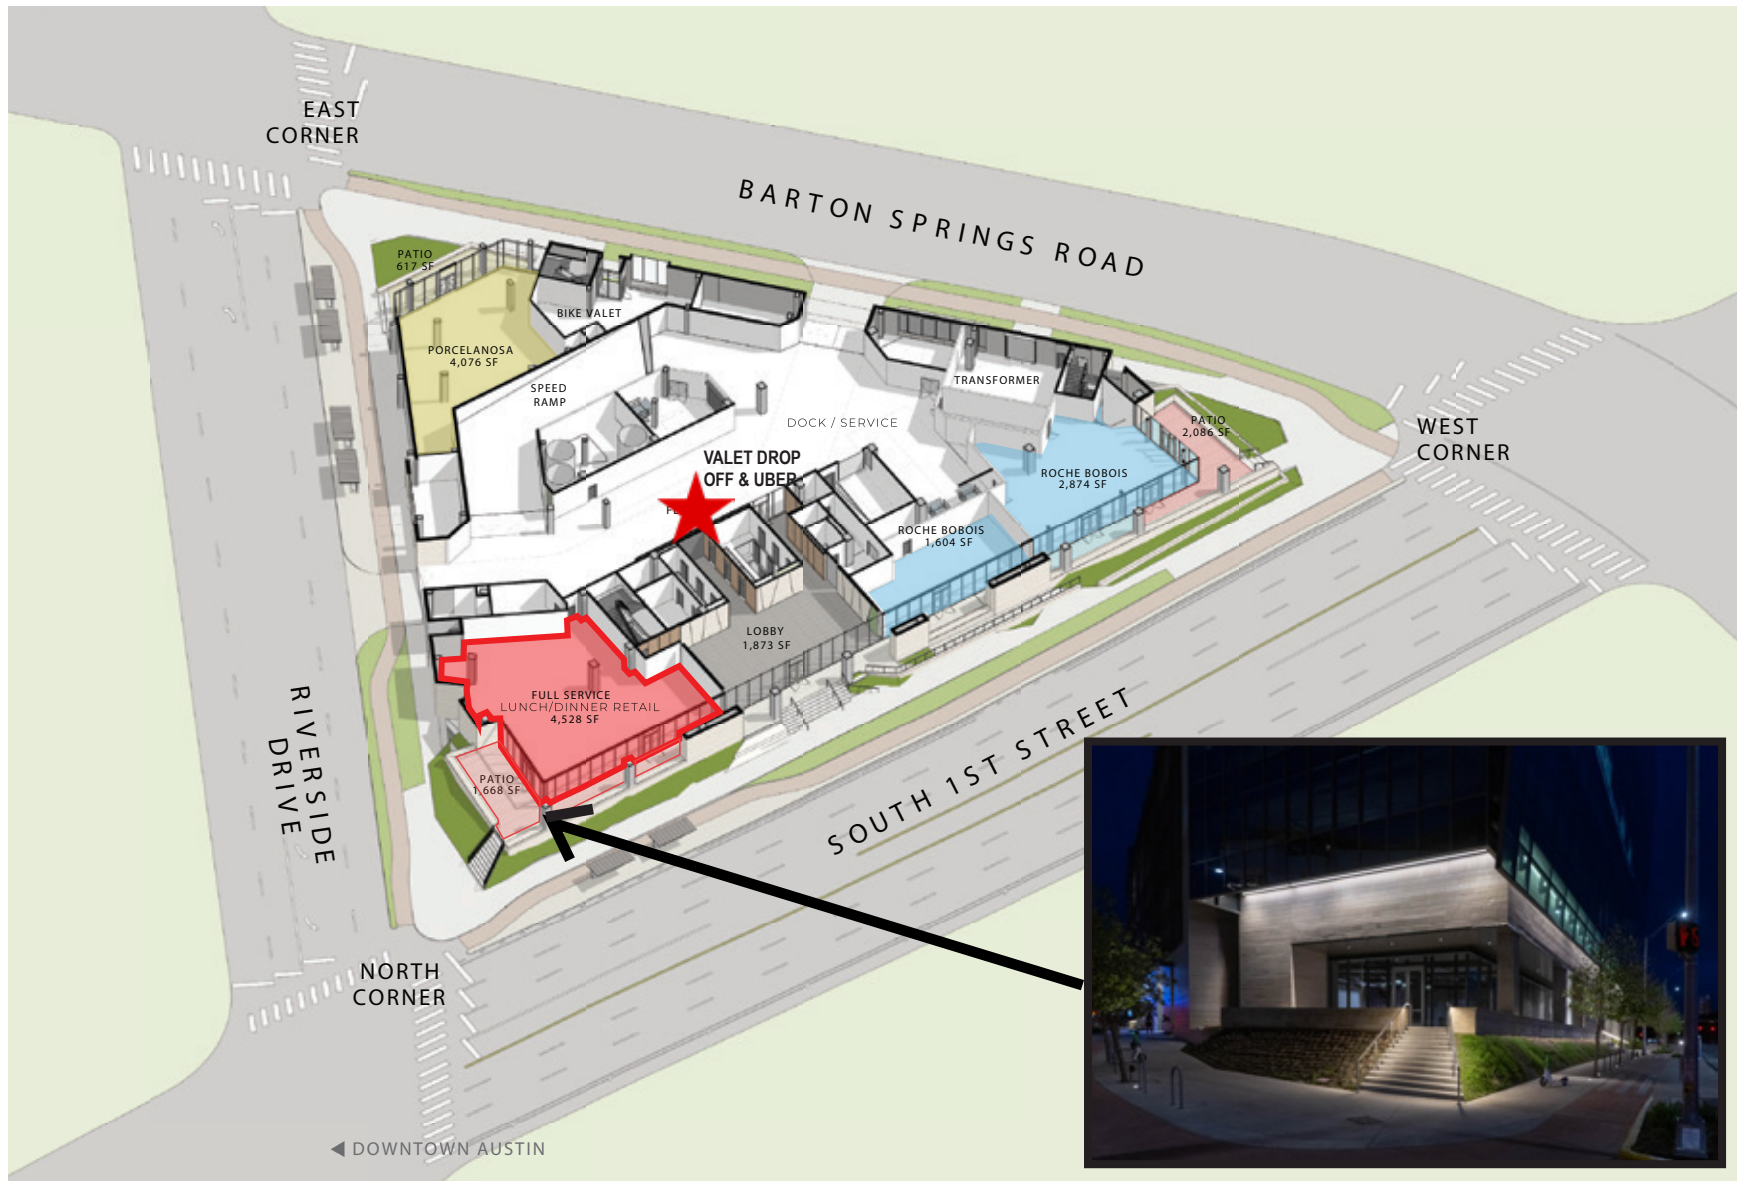 EAST
CORNER
BARTON SPRINGS ROAD
PATIO
617 SF
BIKE VALET
PORCELANOSA
4,076 SF
SPEED
RAMP
TRANSFORMER
DOCK / SERVICE
PATIO
2,086 SF
WEST
CORNER
VALET DROP
OFF & UBER
ROCHE BOBOIS
2,874 SF
ROCHE BOBOIS
1,604 SF
LOBBY
1,873 SF
FULL SERVICE
LUNCH/DINNER RETAIL
4,528 SF
PATIO
1,668 SF
RIVERSIDE
DRIVE
SOUTH 1ST STREET
NORTH
CORNER
◀ DOWNTOWN AUSTIN